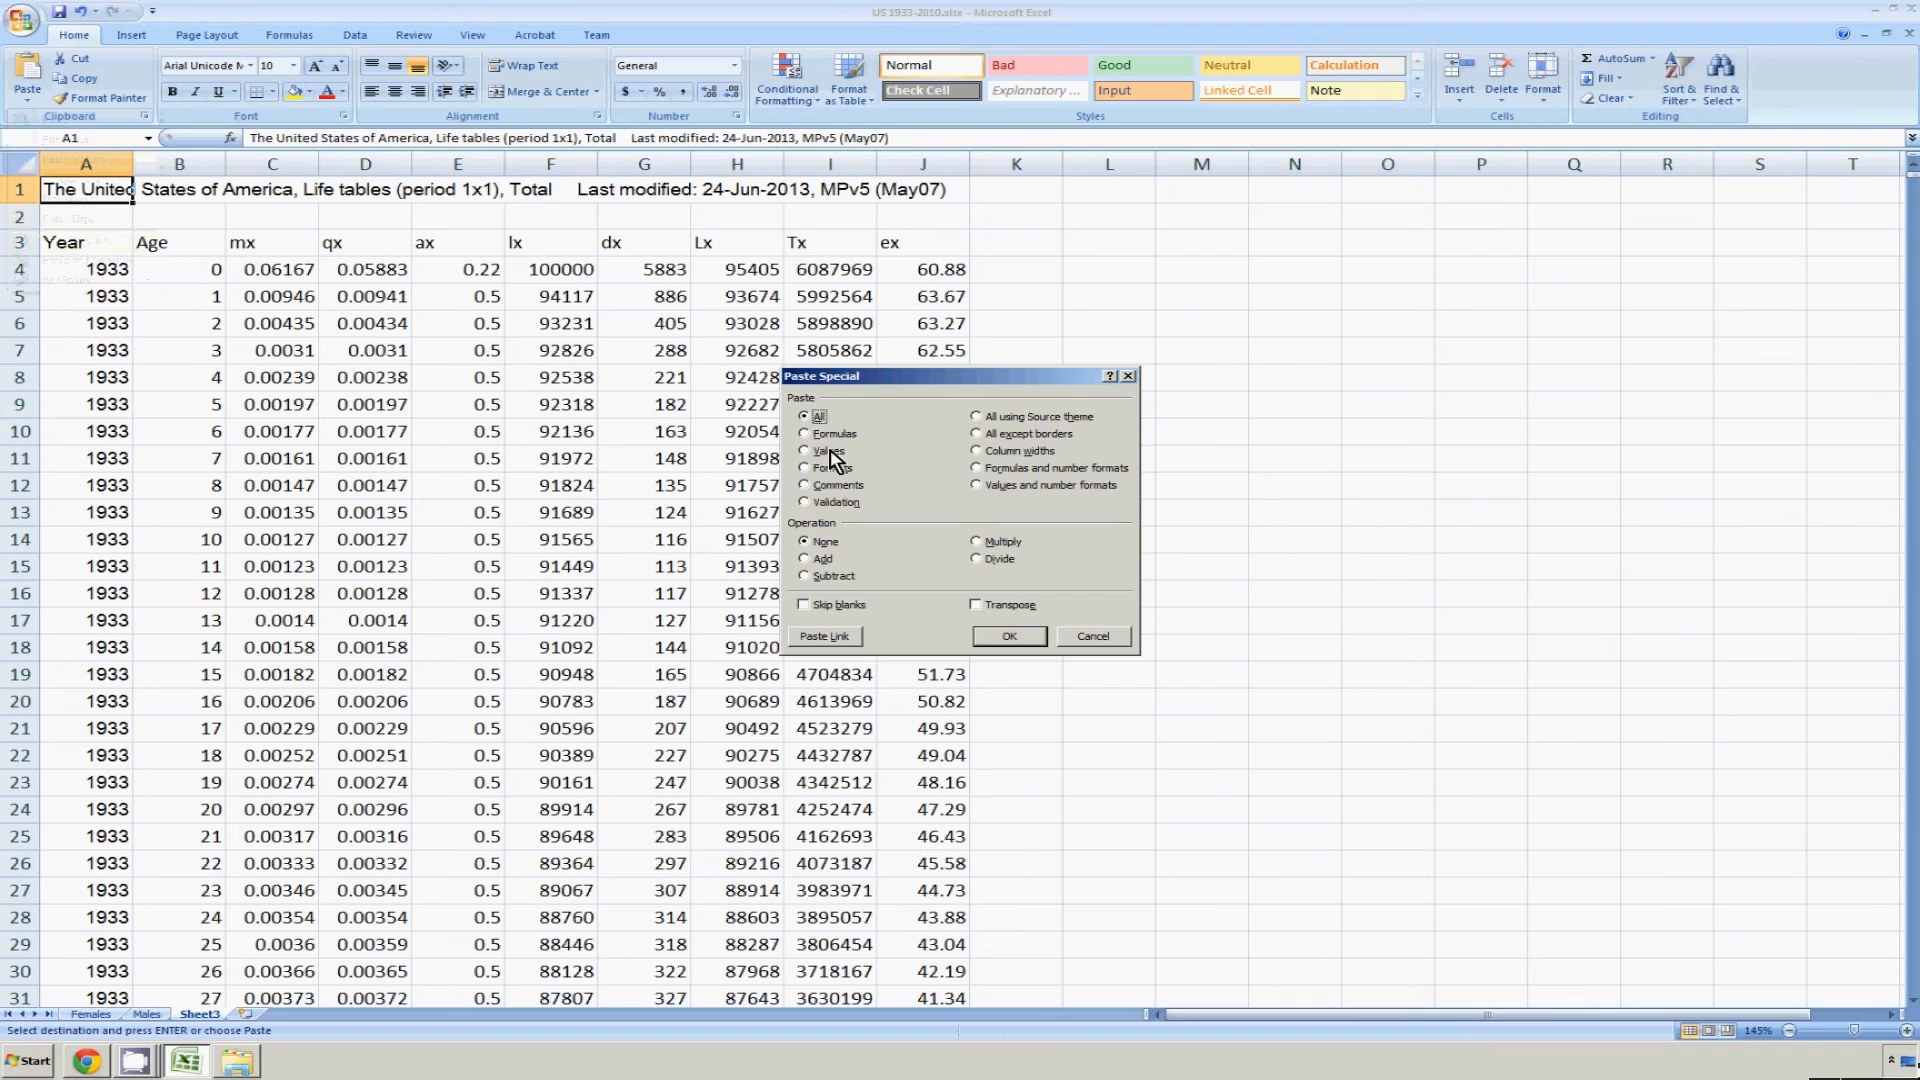 US 1933-2010.xlsx - Microsoft Excel
Home Insert Page Layout Formulas Data Review View Acrobat Team
Paste Cut Copy Format Painter Clipboard
Arial Unicode M 10 B I U Font
Wrap Text Merge & Center Alignment
General $ % , Number
Conditional Formatting Format as Table
Normal Bad Good Neutral Calculation
Check Cell Explanatory ... Input Linked Cell Note
Styles
Insert Delete Format Cells
Σ AutoSum Fill Clear Sort & Filter Find & Select Editing
A1 fx The United States of America, Life tables (period 1x1), Total Last modified: 24-Jun-2013, MPv5 (May07)
A B C D E F G H I J K L M N O P Q R S T
1 The United States of America, Life tables (period 1x1), Total Last modified: 24-Jun-2013, MPv5 (May07)
2
3 Year Age mx qx ax lx dx Lx Tx ex
4 1933 0 0.06167 0.05883 0.22 100000 5883 95405 6087969 60.88
5 1933 1 0.00946 0.00941 0.5 94117 886 93674 5992564 63.67
6 1933 2 0.00435 0.00434 0.5 93231 405 93028 5898890 63.27
7 1933 3 0.0031 0.0031 0.5 92826 288 92682 5805862 62.55
8 1933 4 0.00239 0.00238 0.5 92538 221 92428
9 1933 5 0.00197 0.00197 0.5 92318 182 92227
10 1933 6 0.00177 0.00177 0.5 92136 163 92054
11 1933 7 0.00161 0.00161 0.5 91972 148 91898
12 1933 8 0.00147 0.00147 0.5 91824 135 91757
13 1933 9 0.00135 0.00135 0.5 91689 124 91627
14 1933 10 0.00127 0.00127 0.5 91565 116 91507
15 1933 11 0.00123 0.00123 0.5 91449 113 91393
16 1933 12 0.00128 0.00128 0.5 91337 117 91278
17 1933 13 0.0014 0.0014 0.5 91220 127 91156
18 1933 14 0.00158 0.00158 0.5 91092 144 91020
19 1933 15 0.00182 0.00182 0.5 90948 165 90866 4704834 51.73
20 1933 16 0.00206 0.00206 0.5 90783 187 90689 4613969 50.82
21 1933 17 0.00229 0.00229 0.5 90596 207 90492 4523279 49.93
22 1933 18 0.00252 0.00251 0.5 90389 227 90275 4432787 49.04
23 1933 19 0.00274 0.00274 0.5 90161 247 90038 4342512 48.16
24 1933 20 0.00297 0.00296 0.5 89914 267 89781 4252474 47.29
25 1933 21 0.00317 0.00316 0.5 89648 283 89506 4162693 46.43
26 1933 22 0.00333 0.00332 0.5 89364 297 89216 4073187 45.58
27 1933 23 0.00346 0.00345 0.5 89067 307 88914 3983971 44.73
28 1933 24 0.00354 0.00354 0.5 88760 314 88603 3895057 43.88
29 1933 25 0.0036 0.00359 0.5 88446 318 88287 3806454 43.04
30 1933 26 0.00366 0.00365 0.5 88128 322 87968 3718167 42.19
31 1933 27 0.00373 0.00372 0.5 87807 327 87643 3630199 41.34
Paste Special
Paste
All All using Source theme
Formulas All except borders
Values Column widths
Formats Formulas and number formats
Comments Values and number formats
Validation
Operation
None Multiply
Add Divide
Subtract
Skip blanks Transpose
Paste Link OK Cancel
Females Males Sheet3
Select destination and press ENTER or choose Paste 145%
Start